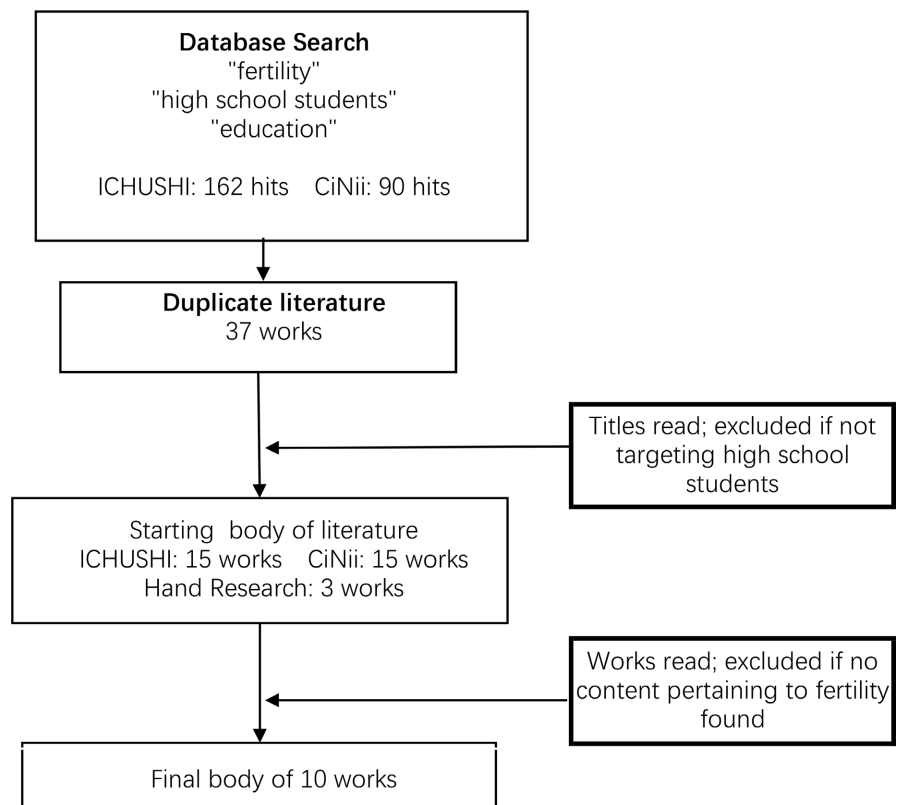 Database Search
"fertility"
"high school students"
"education"
ICHUSHI: 162 hits CiNii: 90 hits
Duplicate literature
37 works
Titles read; excluded if not
targeting high school
students
Starting body of literature
ICHUSHI: 15 works CiNii: 15 works
Hand Research: 3 works
Works read; excluded if no
content pertaining to fertility
found
Final body of 10 works